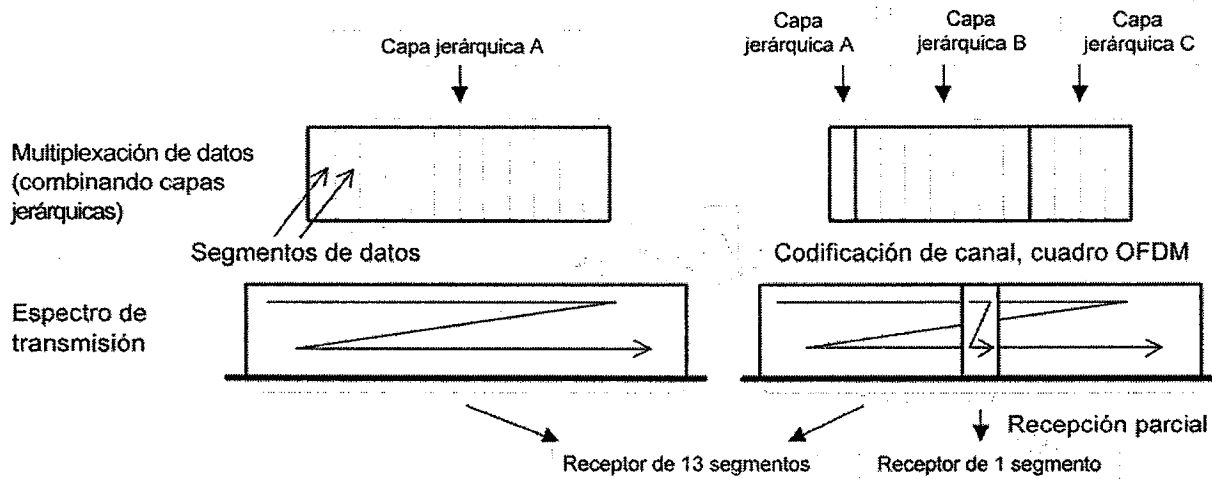 Capa jerárquica A
Capa
jerárquica A
Capa
jerárquica B
Capa
jerárquica C
Multiplexación de datos
(combinando capas
jerárquicas)
Segmentos de datos
Codificación de canal, cuadro OFDM
Espectro de
transmisión
Recepción parcial
Receptor de 13 segmentos
Receptor de 1 segmento